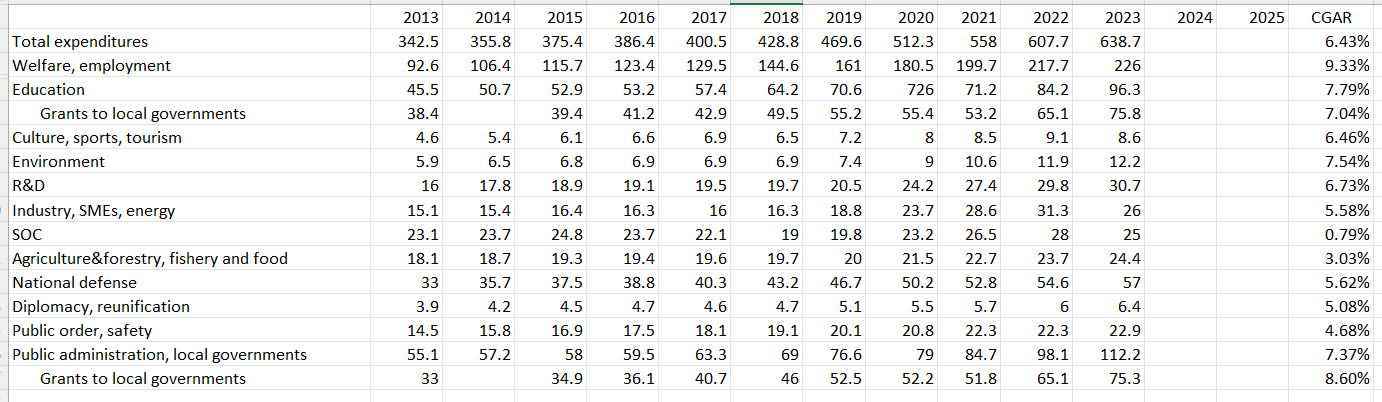 2013 2014 2015 2016 2017 2018 2019 2020 2021 2022 2023 2024 2025 CGAR
Total expenditures 342.5 355.8 375.4 386.4 400.5 428.8 469.6 512.3 558 607.7 638.7 6.43%
Welfare, employment 92.6 106.4 115.7 123.4 129.5 144.6 161 180.5 199.7 217.7 226 9.33%
Education 45.5 50.7 52.9 53.2 57.4 64.2 70.6 726 71.2 84.2 96.3 7.79%
Grants to local governments 38.4 39.4 41.2 42.9 49.5 55.2 55.4 53.2 65.1 75.8 7.04%
Culture, sports, tourism 4.6 5.4 6.1 6.6 6.9 6.5 7.2 8 8.5 9.1 8.6 6.46%
Environment 5.9 6.5 6.8 6.9 6.9 6.9 7.4 9 10.6 11.9 12.2 7.54%
R&D 16 17.8 18.9 19.1 19.5 19.7 20.5 24.2 27.4 29.8 30.7 6.73%
Industry, SMEs, energy 15.1 15.4 16.4 16.3 16 16.3 18.8 23.7 28.6 31.3 26 5.58%
SOC 23.1 23.7 24.8 23.7 22.1 19 19.8 23.2 26.5 28 25 0.79%
Agriculture&forestry, fishery and food 18.1 18.7 19.3 19.4 19.6 19.7 20 21.5 22.7 23.7 24.4 3.03%
National defense 33 35.7 37.5 38.8 40.3 43.2 46.7 50.2 52.8 54.6 57 5.62%
Diplomacy, reunification 3.9 4.2 4.5 4.7 4.6 4.7 5.1 5.5 5.7 6 6.4 5.08%
Public order, safety 14.5 15.8 16.9 17.5 18.1 19.1 20.1 20.8 22.3 22.3 22.9 4.68%
Public administration, local governments 55.1 57.2 58 59.5 63.3 69 76.6 79 84.7 98.1 112.2 7.37%
Grants to local governments 33 34.9 36.1 40.7 46 52.5 52.2 51.8 65.1 75.3 8.60%